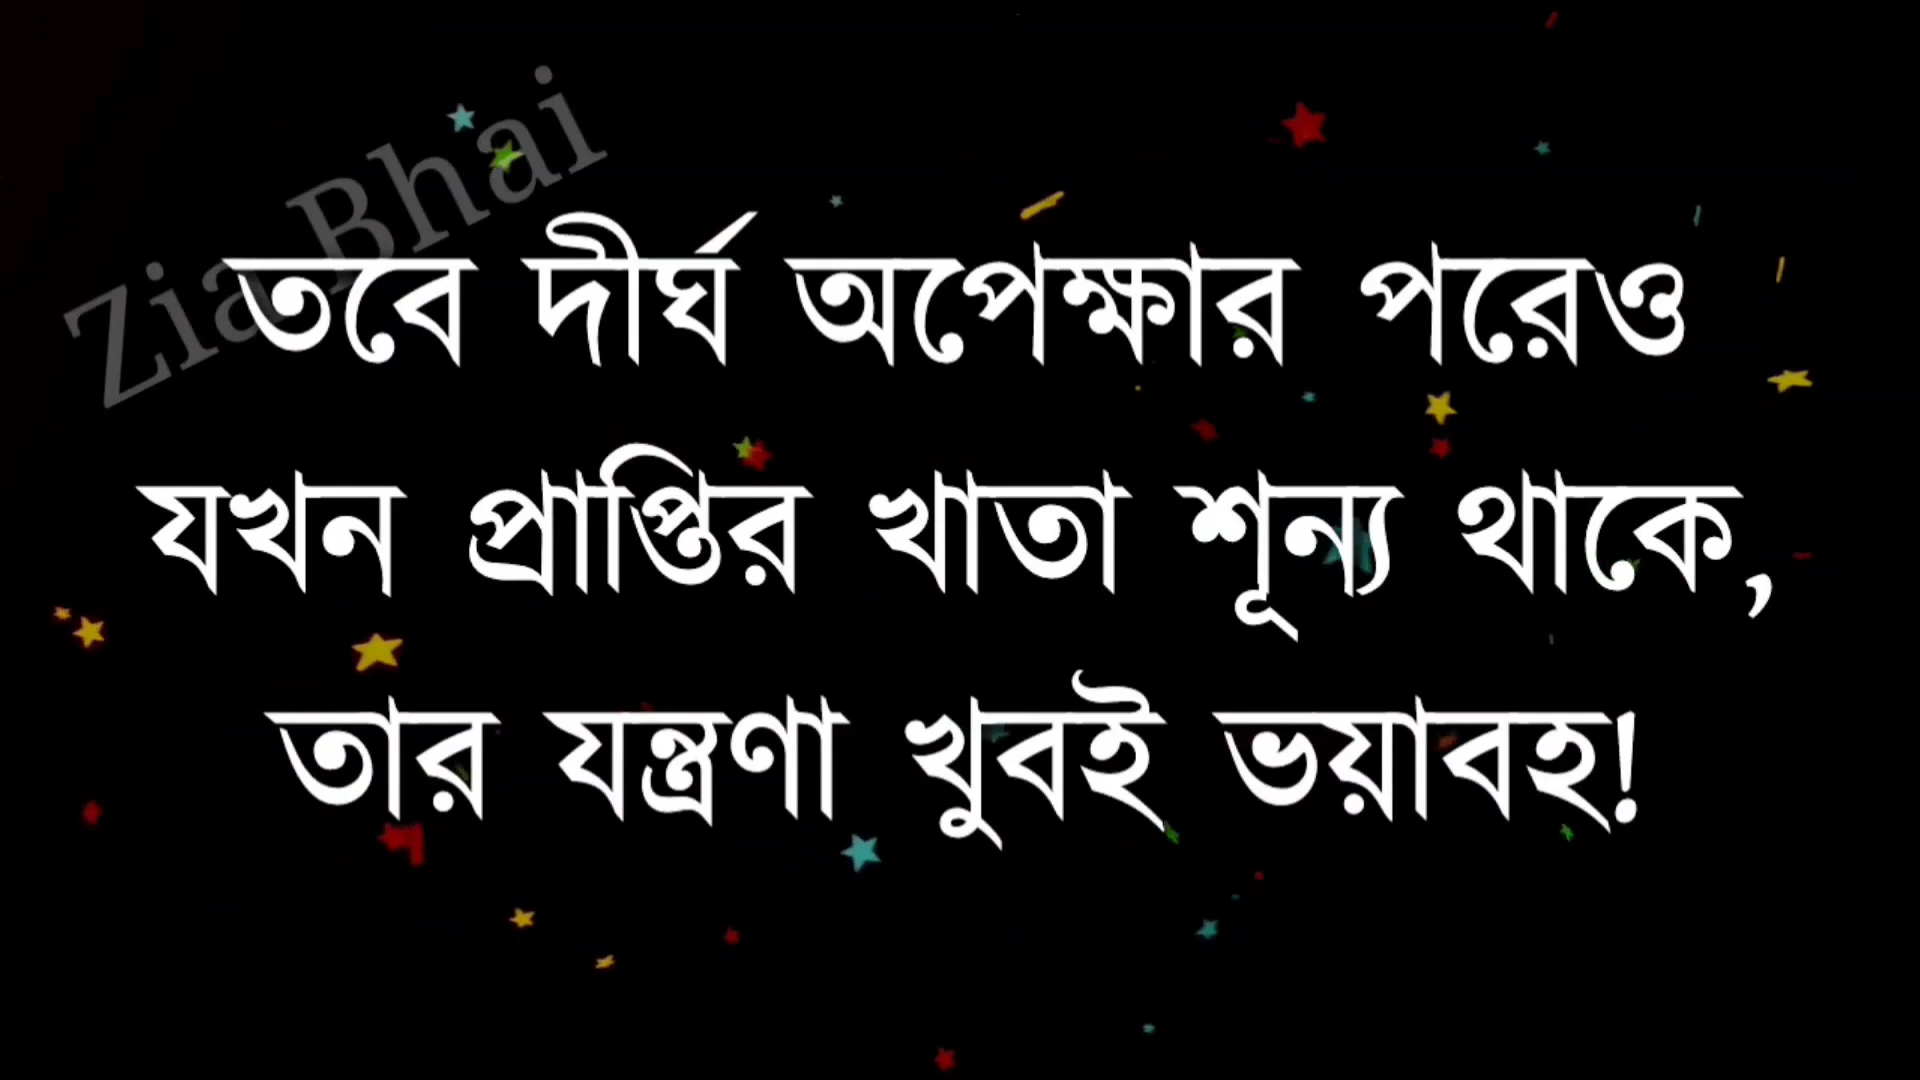 Zia Bhai
তবে দীর্ঘ অপেক্ষার পরেও
যখন প্রাপ্তির খাতা শূন্য থাকে,
তার যন্ত্রণা খুবই ভয়াবহ!